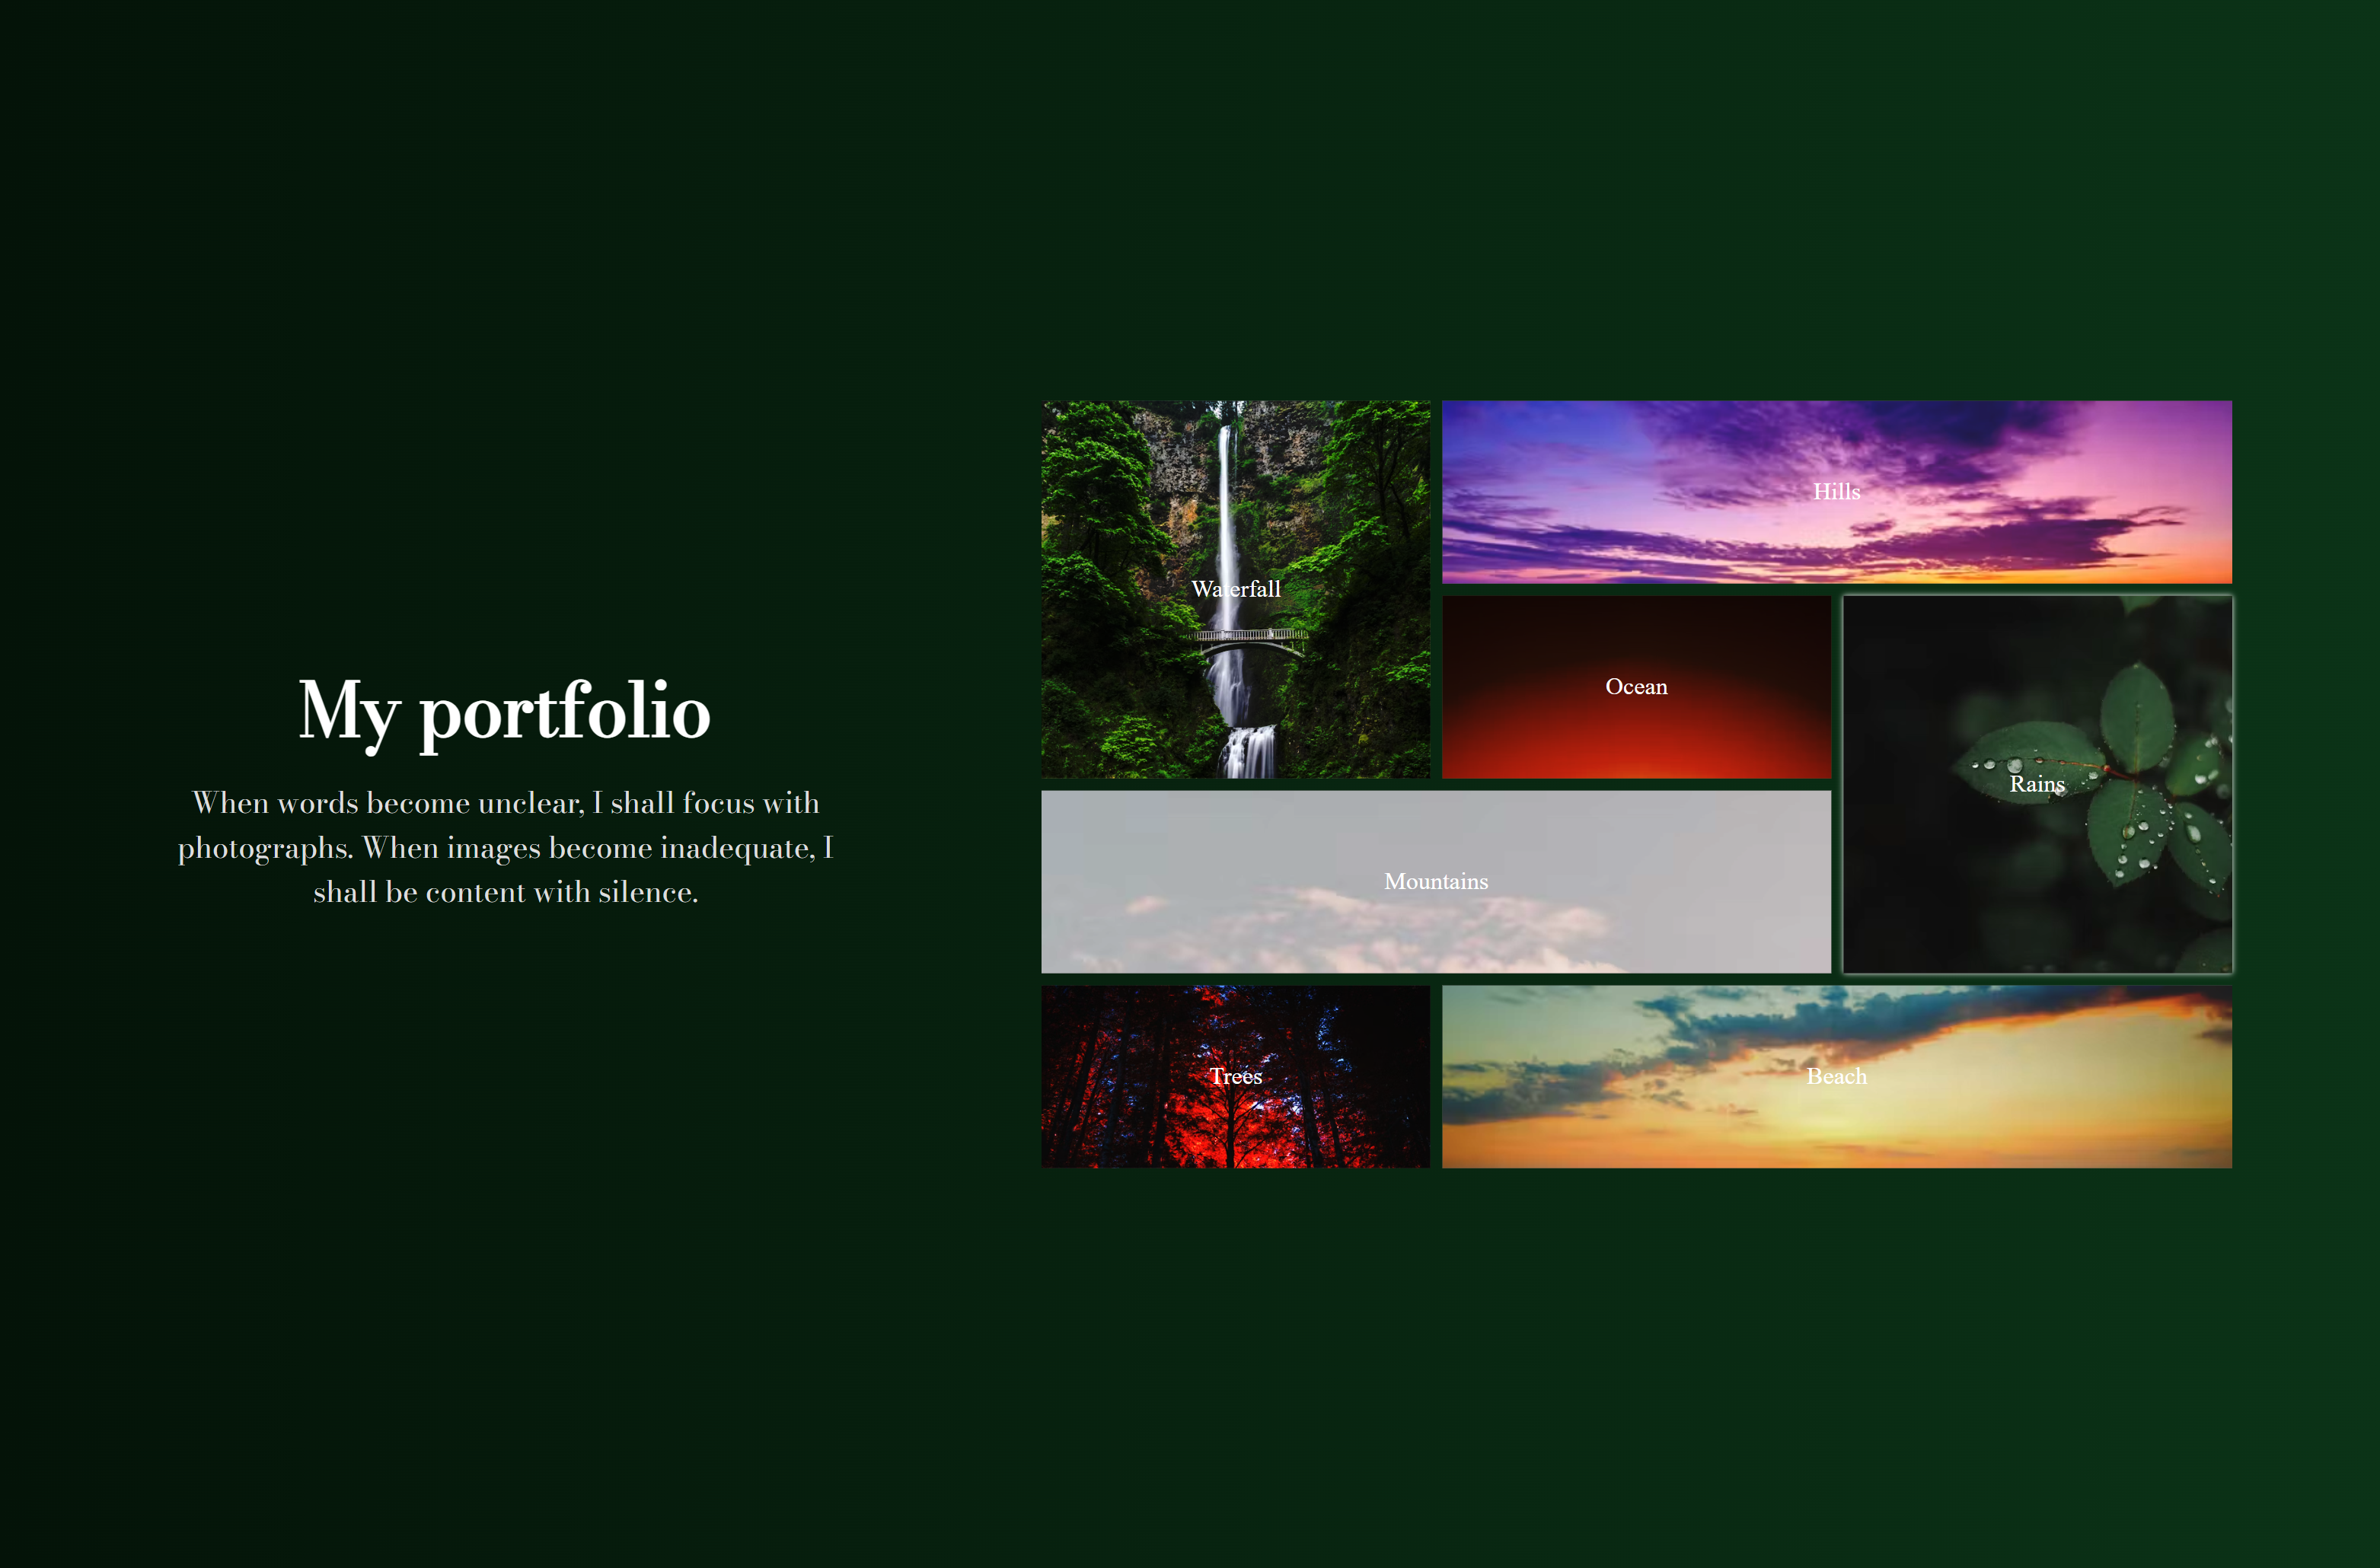 My portfolio
When words become unclear, I shall focus with
photographs. When images become inadequate, I
shall be content with silence.
Waterfall
Hills
Ocean
Rains
Mountains
Trees
Beach